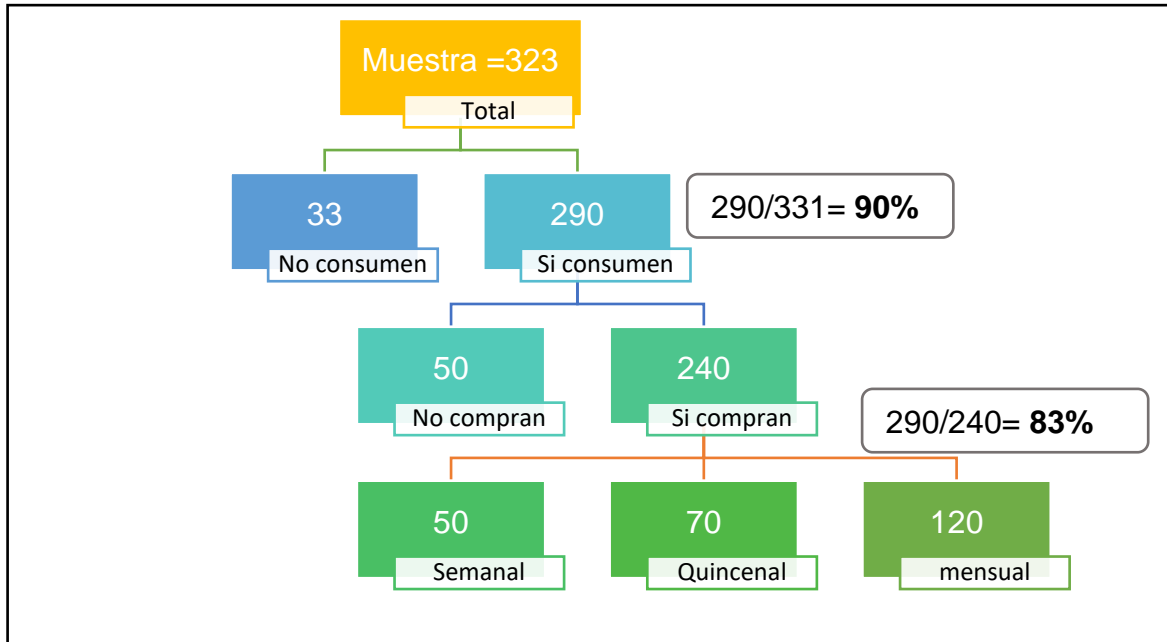 Muestra =323
Total
33
No consumen
290
Si consumen
290/331= 90%
50
No compran
240
Si compran
290/240= 83%
50
Semanal
70
Quincenal
120
mensual